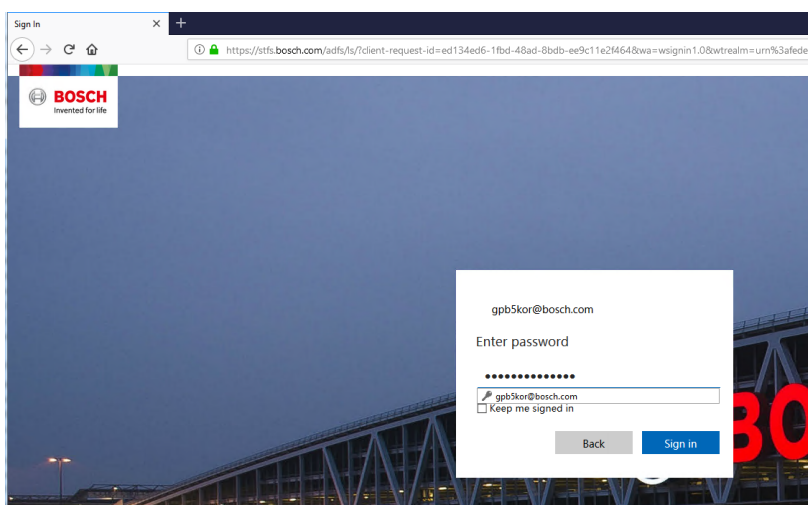 Sign In
https://stfs.bosch.com/adfs/ls/?client-request-id=ed134ed6-1fbd-48ad-8bdb-ee9c11e2f464&wa=wsignin1.0&wtrealm=urn%3afede
BOSCH
Invented for life
gpb5kor@bosch.com
Enter password
gpb5kor@bosch.com
Keep me signed in
Back Sign in
BO